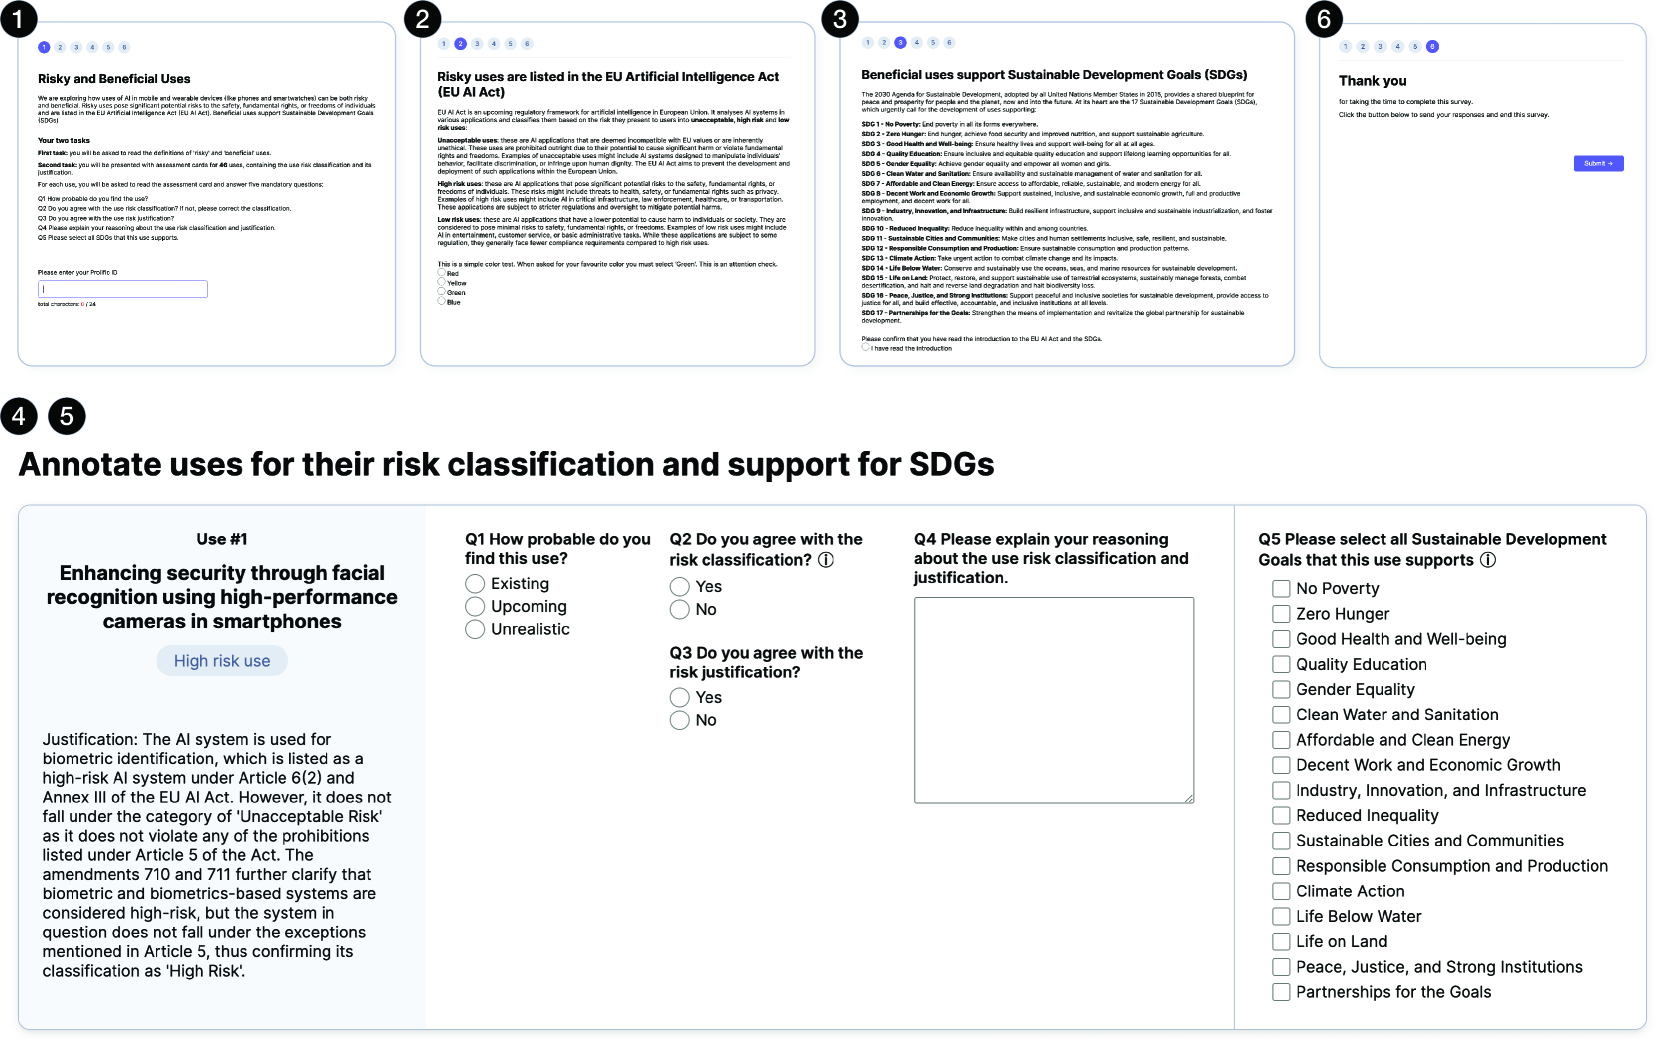 1
1 2 3 4 5 6
Risky and Beneficial Uses
We are exploring how uses of AI in mobile and wearable devices (like phones and smartwatches) can be both risky
and beneficial. Risky uses pose significant potential risks to the safety, fundamental rights, or freedoms of individuals
and are listed in the EU Artificial Intelligence Act (EU AI Act). Beneficial uses support Sustainable Development Goals
(SDGs)
Your two tasks
First task: you will be asked to read the definitions of 'risky' and 'beneficial' uses.
Second task: you will be presented with assessment cards for 46 uses, containing the use risk classification and its
justification.
For each use, you will be asked to read the assessment card and answer five mandatory questions:
Q1 How probable do you find the use?
Q2 Do you agree with the use risk classification? If not, please correct the classification.
Q3 Do you agree with the use risk justification?
Q4 Please explain your reasoning about the use risk classification and justification.
Q5 Please select all SDGs that this use supports.
Please enter your Prolific ID
total characters: 0 / 24
2
1 2 3 4 5 6
Risky uses are listed in the EU Artificial Intelligence Act
(EU AI Act)
EU AI Act is an upcoming regulatory framework for artificial intelligence in European Union. It analyses AI systems in
various applications and classifies them based on the risk they present to users into unacceptable, high risk and low
risk uses:
Unacceptable uses: these are AI applications that are deemed incompatible with EU values or are inherently
unethical. These uses are prohibited outright due to their potential to cause significant harm or violate fundamental
rights and freedoms. Examples of unacceptable uses might include AI systems designed to manipulate individuals'
behavior, facilitate discrimination, or infringe upon human dignity. The EU AI Act aims to prevent the development and
deployment of such applications within the European Union.
High risk uses: these are AI applications that pose significant potential risks to the safety, fundamental rights, or
freedoms of individuals. These risks might include threats to health, safety, or fundamental rights such as privacy.
Examples of high risk uses might include AI in critical infrastructure, law enforcement, healthcare, or transportation.
These applications are subject to stricter regulations and oversight to mitigate potential harms.
Low risk uses: these are AI applications that have a lower potential to cause harm to individuals or society. They are
considered to pose minimal risks to safety, fundamental rights, or freedoms. Examples of low risk uses might include
AI in entertainment, customer service, or basic administrative tasks. While these applications are subject to some
regulation, they generally face fewer compliance requirements compared to high risk uses.
This is a simple color test. When asked for your favourite color you must select 'Green'. This is an attention check.
Red
Yellow
Green
Blue
3
1 2 3 4 5 6
Beneficial uses support Sustainable Development Goals (SDGs)
The 2030 Agenda for Sustainable Development, adopted by all United Nations Member States in 2015, provides a shared blueprint for
peace and prosperity for people and the planet, now and into the future. At its heart are the 17 Sustainable Development Goals (SDGs),
which urgently call for the development of uses supporting:
SDG 1 - No Poverty: End poverty in all its forms everywhere.
SDG 2 - Zero Hunger: End hunger, achieve food security and improved nutrition, and support sustainable agriculture.
SDG 3 - Good Health and Well-being: Ensure healthy lives and support well-being for all at all ages.
SDG 4 - Quality Education: Ensure inclusive and equitable quality education and support lifelong learning opportunities for all.
SDG 5 - Gender Equality: Achieve gender equality and empower all women and girls.
SDG 6 - Clean Water and Sanitation: Ensure availability and sustainable management of water and sanitation for all.
SDG 7 - Affordable and Clean Energy: Ensure access to affordable, reliable, sustainable, and modern energy for all.
SDG 8 - Decent Work and Economic Growth: Support sustained, inclusive, and sustainable economic growth, full and productive
employment, and decent work for all.
SDG 9 - Industry, Innovation, and Infrastructure: Build resilient infrastructure, support inclusive and sustainable industrialization, and foster
innovation.
SDG 10 - Reduced Inequality: Reduce inequality within and among countries.
SDG 11 - Sustainable Cities and Communities: Make cities and human settlements inclusive, safe, resilient, and sustainable.
SDG 12 - Responsible Consumption and Production: Ensure sustainable consumption and production patterns.
SDG 13 - Climate Action: Take urgent action to combat climate change and its impacts.
SDG 14 - Life Below Water: Conserve and sustainably use the oceans, seas, and marine resources for sustainable development.
SDG 15 - Life on Land: Protect, restore, and support sustainable use of terrestrial ecosystems, sustainably manage forests, combat
desertification, and halt and reverse land degradation and halt biodiversity loss.
SDG 16 - Peace, Justice, and Strong Institutions: Support peaceful and inclusive societies for sustainable development, provide access to
justice for all, and build effective, accountable, and inclusive institutions at all levels.
SDG 17 - Partnerships for the Goals: Strengthen the means of implementation and revitalize the global partnership for sustainable
development.
Please confirm that you have read the introduction to the EU AI Act and the SDGs.
I have read the introduction
6
1 2 3 4 5 6
Thank you
for taking the time to complete this survey.
Click the button below to send your responses and end this survey.
Submit →
4 5
Annotate uses for their risk classification and support for SDGs
Use #1
Enhancing security through facial
recognition using high-performance
cameras in smartphones
High risk use
Justification: The AI system is used for
biometric identification, which is listed as a
high-risk AI system under Article 6(2) and
Annex III of the EU AI Act. However, it does not
fall under the category of 'Unacceptable Risk'
as it does not violate any of the prohibitions
listed under Article 5 of the Act. The
amendments 710 and 711 further clarify that
biometric and biometrics-based systems are
considered high-risk, but the system in
question does not fall under the exceptions
mentioned in Article 5, thus confirming its
classification as 'High Risk'.
Q1 How probable do you
find this use?
Existing
Upcoming
Unrealistic
Q2 Do you agree with the
risk classification? ⓘ
Yes
No
Q3 Do you agree with the
risk justification?
Yes
No
Q4 Please explain your reasoning
about the use risk classification and
justification.
Q5 Please select all Sustainable Development
Goals that this use supports ⓘ
No Poverty
Zero Hunger
Good Health and Well-being
Quality Education
Gender Equality
Clean Water and Sanitation
Affordable and Clean Energy
Decent Work and Economic Growth
Industry, Innovation, and Infrastructure
Reduced Inequality
Sustainable Cities and Communities
Responsible Consumption and Production
Climate Action
Life Below Water
Life on Land
Peace, Justice, and Strong Institutions
Partnerships for the Goals